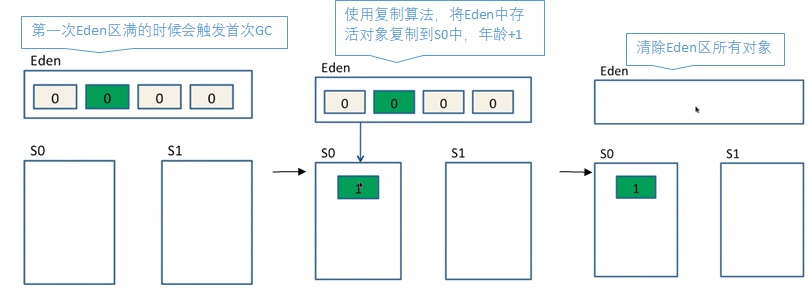 第一次Eden区满的时候会触发首次GC
Eden
0 0 0 0
S0 S1
使用复制算法，将Eden中存
活对象复制到S0中，年龄+1
Eden
0 0 0 0
S0 S1
1
清除Eden区所有对象
Eden
S0 S1
1